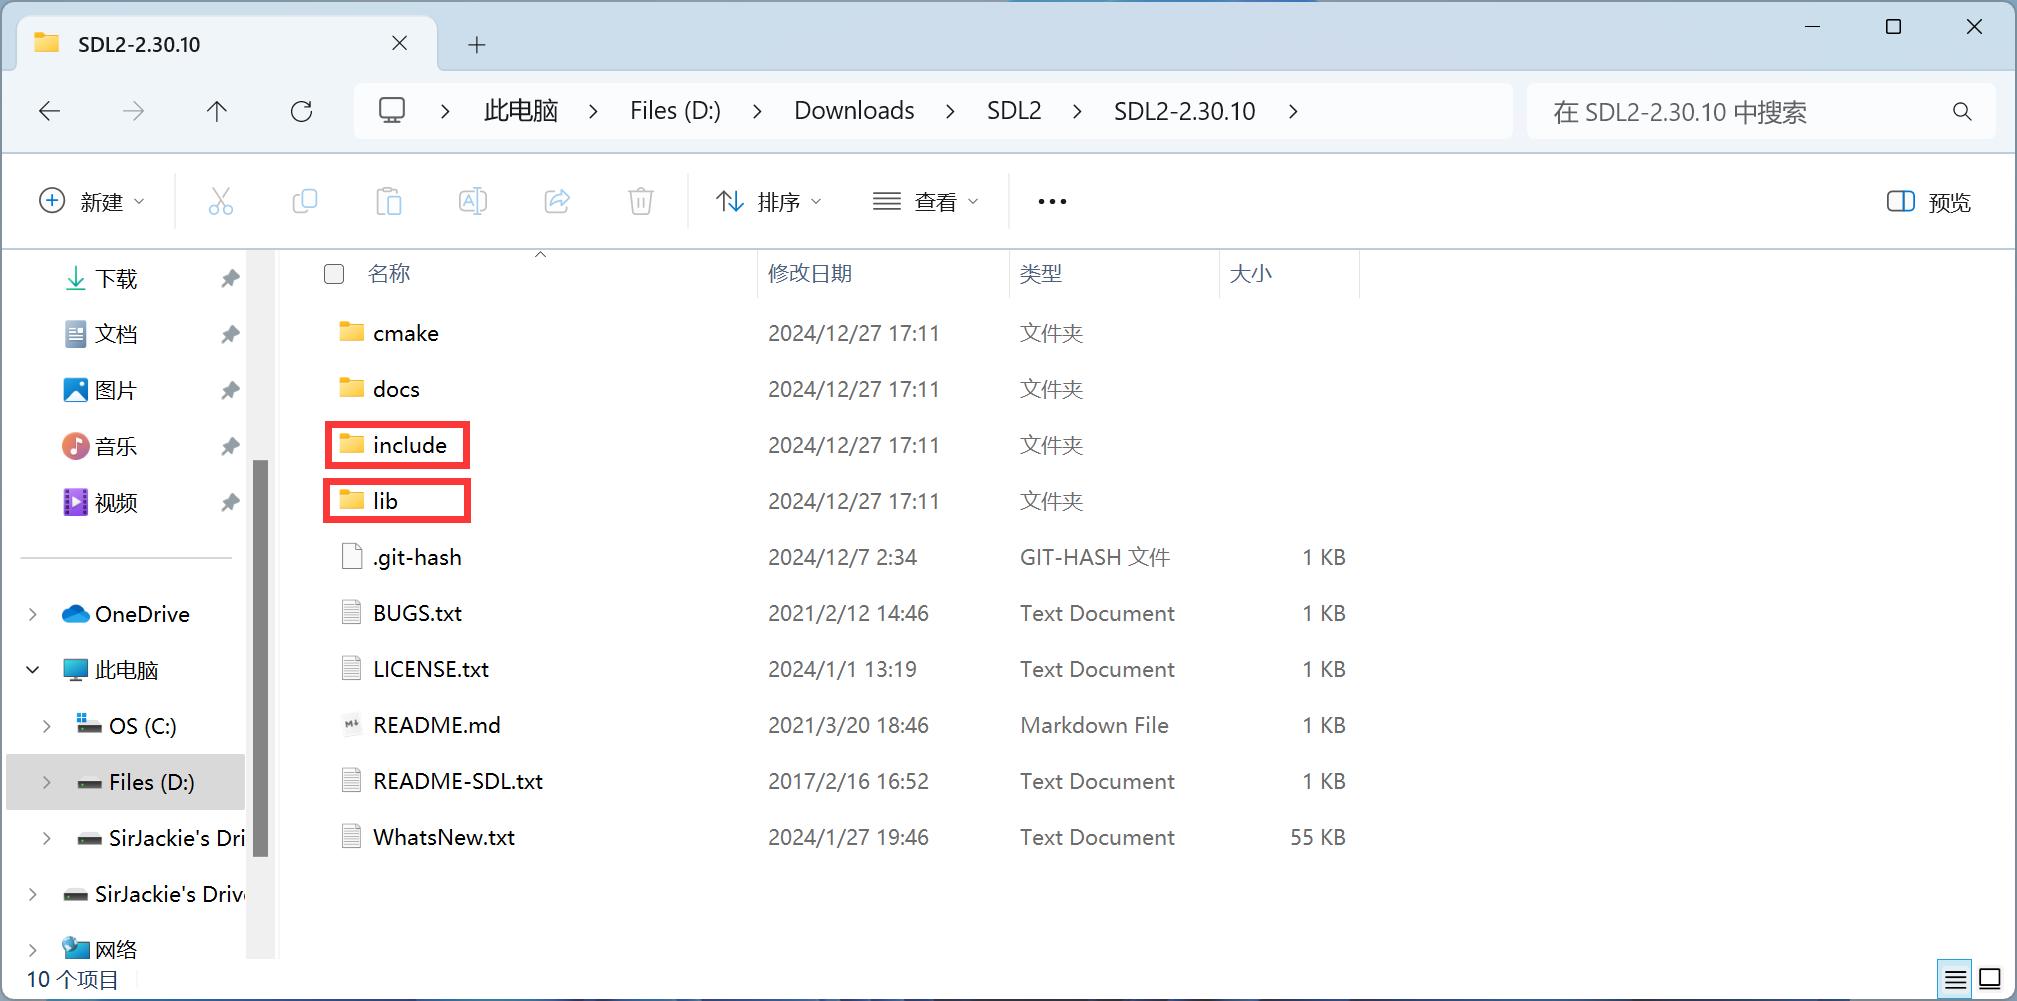 SDL2-2.30.10
此电脑 Files (D:) Downloads SDL2 SDL2-2.30.10
在 SDL2-2.30.10 中搜索
新建 排序 查看 预览
下载
文档
图片
音乐
视频
OneDrive
此电脑
OS (C:)
Files (D:)
SirJackie's Dri
SirJackie's Driv
网络
名称 修改日期 类型 大小
cmake 2024/12/27 17:11 文件夹
docs 2024/12/27 17:11 文件夹
include 2024/12/27 17:11 文件夹
lib 2024/12/27 17:11 文件夹
.git-hash 2024/12/7 2:34 GIT-HASH 文件 1 KB
BUGS.txt 2021/2/12 14:46 Text Document 1 KB
LICENSE.txt 2024/1/1 13:19 Text Document 1 KB
README.md 2021/3/20 18:46 Markdown File 1 KB
README-SDL.txt 2017/2/16 16:52 Text Document 1 KB
WhatsNew.txt 2024/1/27 19:46 Text Document 55 KB
10 个项目